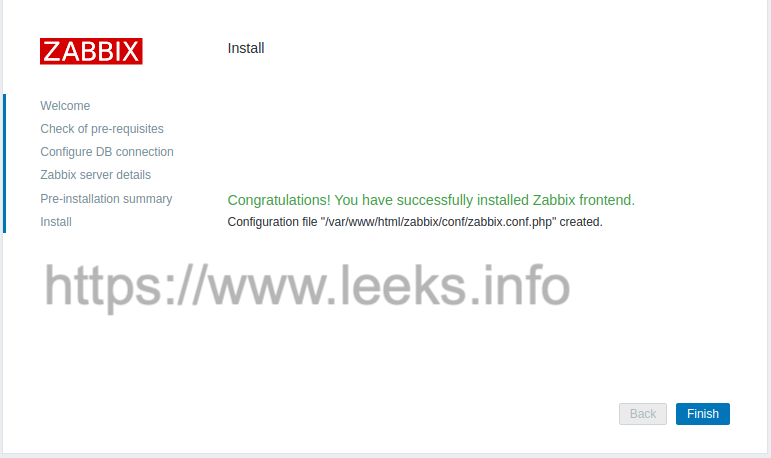 ZABBIX
Install
Welcome
Check of pre-requisites
Configure DB connection
Zabbix server details
Pre-installation summary
Install
Congratulations! You have successfully installed Zabbix frontend.
Configuration file "/var/www/html/zabbix/conf/zabbix.conf.php" created.
https://www.leeks.info
Back
Finish